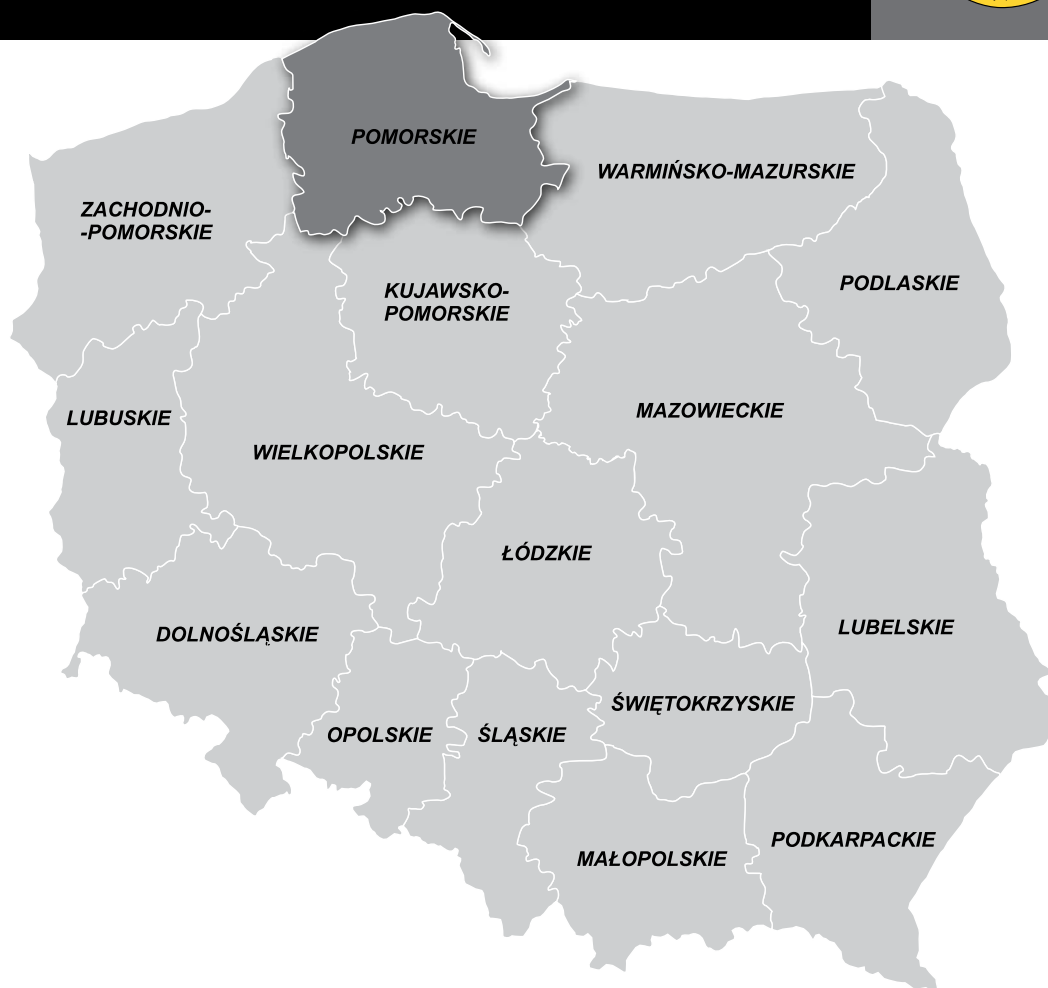 POMORSKIE
WARMIŃSKO-MAZURSKIE
ZACHODNIO-
-POMORSKIE
KUJAWSKO-
POMORSKIE
PODLASKIE
LUBUSKIE
WIELKOPOLSKIE
MAZOWIECKIE
ŁÓDZKIE
DOLNOŚLĄSKIE
LUBELSKIE
OPOLSKIE
ŚLĄSKIE
ŚWIĘTOKRZYSKIE
MAŁOPOLSKIE
PODKARPACKIE